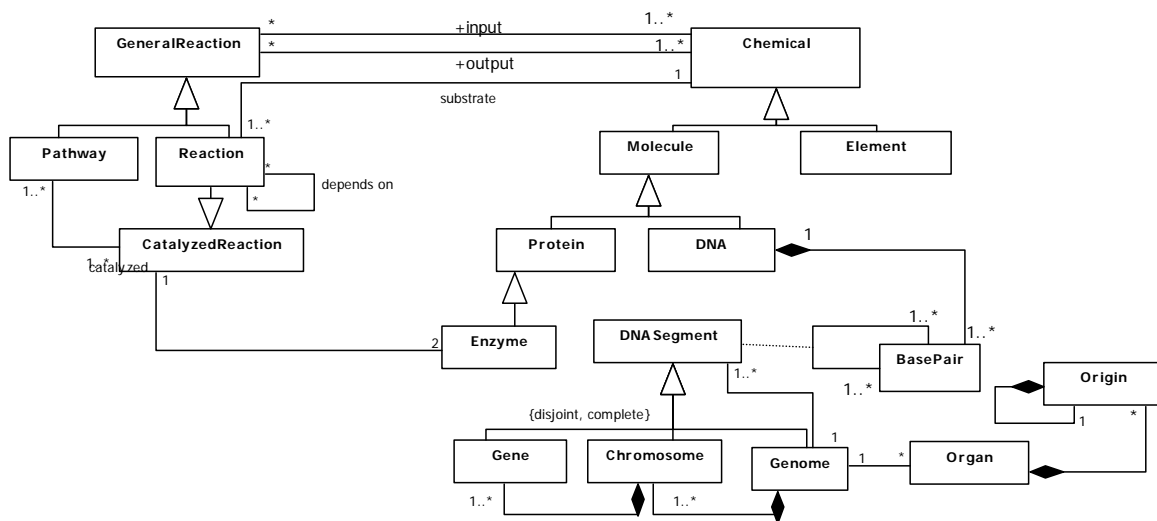 * +input 1..*
GeneralReaction
Chemical
* 1..*
+output
1
substrate
1..*
Pathway
Reaction
Molecule
Element
*
depends on
1..*
*
CatalyzedReaction
Protein
DNA
1
1..*
catalyzed
1
1..*
1..*
DNASegment
Enzyme
2
BasePair
1..*
1..*
Origin
1
*
{disjoint, complete}
1
Gene
Chromosome
Genome
1
*
Organ
1..*
1..*